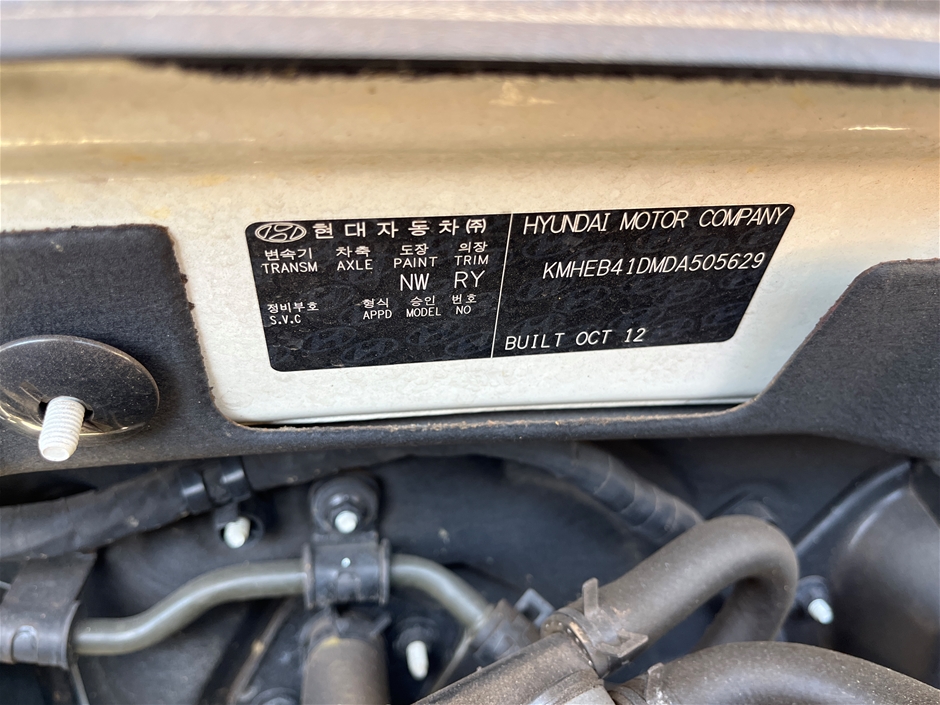 현대자동차(주)
변속기 차축 도장 의장
TRANSM AXLE PAINT TRIM
NW RY
정비부호 형식 승인 번호
S.V.C APPD MODEL NO
HYUNDAI MOTOR COMPANY
KMHEB41DMDA505629
BUILT OCT 12